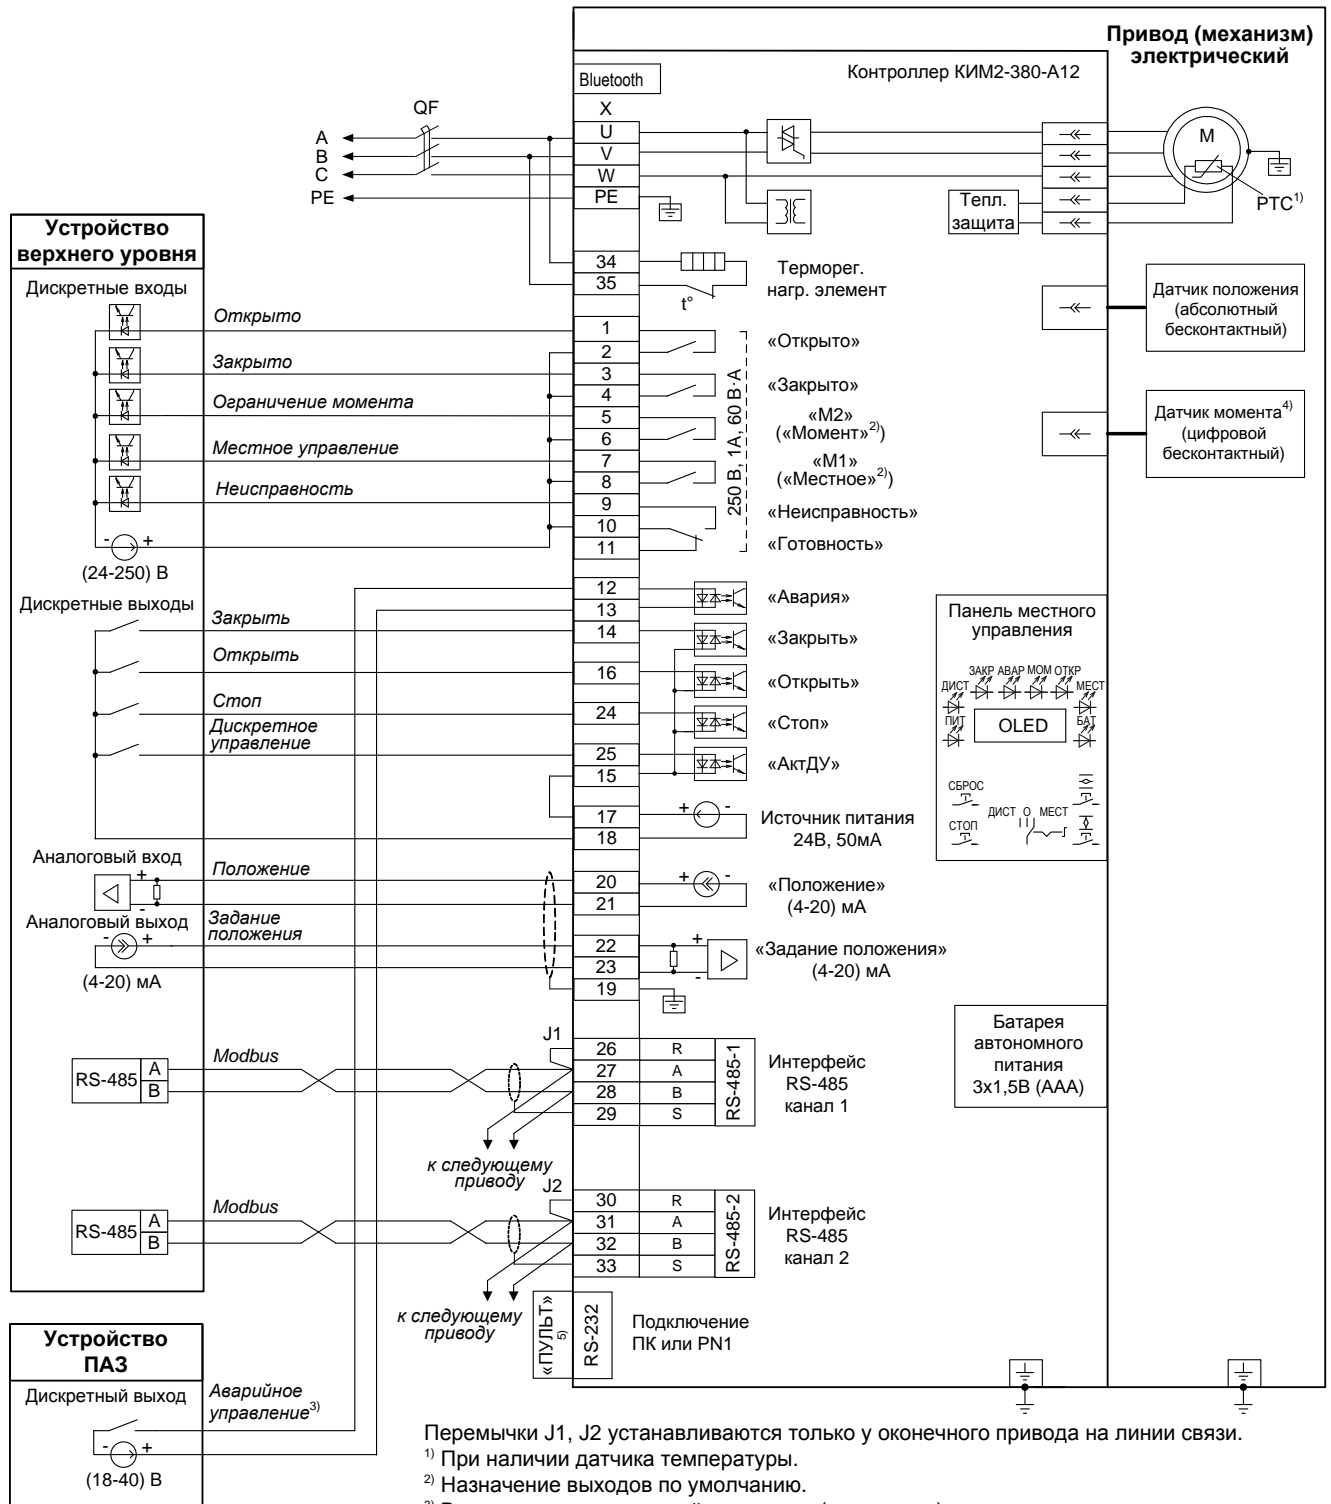 Привод (механизм)
электрический
Контроллер КИМ2-380-А12
Bluetooth
X
QF
A
B
C
PE
U
V
W
PE
M
PTC1)
Тепл.
защита
Устройство
верхнего уровня
Дискретные входы
34
35
t°
Терморег.
нагр. элемент
Датчик положения
(абсолютный
бесконтактный)
Датчик момента4)
(цифровой
бесконтактный)
Открыто
Закрыто
Ограничение момента
Местное управление
Неисправность
- +
(24-250) В
1
2
3
4
5
6
7
8
9
10
11
250 В, 1А, 60 В·А
«Открыто»
«Закрыто»
«М2»
(«Момент»2))
«М1»
(«Местное»2))
«Неисправность»
«Готовность»
Дискретные выходы
Закрыть
Открыть
Стоп
Дискретное
управление
12
13
14
16
24
25
15
17
18
«Авария»
«Закрыть»
«Открыть»
«Стоп»
«АктДУ»
+ -
Источник питания
24В, 50мА
Панель местного
управления
ЗАКР АВАР МОМ ОТКР
ДИСТ МЕСТ
ПИТ OLED БАТ
СБРОС
ДИСТ О МЕСТ
СТОП
Аналоговый вход
+
-
Положение
20
21
+ -
«Положение»
(4-20) мА
Аналоговый выход
- +
(4-20) мА
Задание
положения
22
23
19
+
-
«Задание положения»
(4-20) мА
Батарея
автономного
питания
3х1,5В (ААА)
RS-485
A
B
Modbus
J1
26 R
27 A
28 B
29 S
RS-485-1
Интерфейс
RS-485
канал 1
к следующему
приводу
RS-485
A
B
Modbus
J2
30 R
31 A
32 B
33 S
RS-485-2
Интерфейс
RS-485
канал 2
к следующему
приводу
«ПУЛЬТ»
5)
RS-232
Подключение
ПК или PN1
Устройство
ПАЗ
Дискретный выход
- +
(18-40) В
Аварийное
управление3)
Перемычки J1, J2 устанавливаются только у оконечного привода на линии связи.
1) При наличии датчика температуры.
2) Назначение выходов по умолчанию.